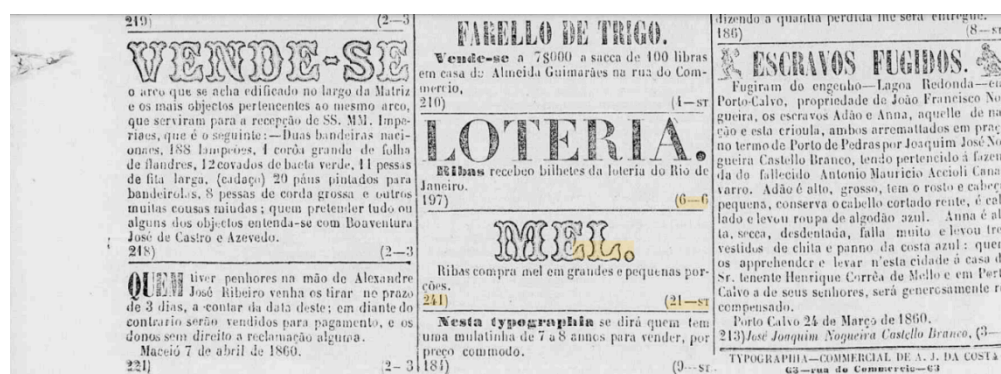 219) (2—3
VENDE-SE
o arco que se acha edificado no largo da Matriz
e os mais objectos pertencentes ao mesmo arco,
que serviram para a recepção de SS. MM. Impe-
riaes, que é o seguinte:—Duas bandeiras naci-
onaes, 188 lampeões, 1 corôa grande de folha
de flandres, 12 covados de baeta verde, 11 pessas
de fita larga, (cadaço) 20 páus pintados para
bandeirolas, 8 pessas de corda grossa e outros
muitas cousas miudas; quem pretender tudo ou
alguns dos objectos entenda-se com Boaventura
José de Castro e Azevedo.
218) (2—3
QUEM tiver penhores na mão de Alexandre
José Ribeiro venha os tirar no prazo
de 3 dias, a contar da data deste; em diante do
contrario serão vendidos para pagamento, e os
donos sem direito a reclamação alguma.
Maceió 7 de abril de 1860.
221) (2—3
FARELLO DE TRIGO.
Vende-se a 7$000 a sacca de 100 libras
em casa de Almeida Guimarães na rua do Com-
mercio.
210) (4—ST
LOTERIA.
Ribas recebeo bilhetes da loteria do Rio de
Janeiro.
197) (6—6
MEL.
Ribas compra mel em grandes e pequenas por-
ções.
241) (21—ST
Nesta typographia se dirá quem tem
uma mulatinha de 7 a 8 annos para vender, por
preço commodo.
184) (9—ST.
dizendo a quantia perdida lhe será entregue.
186) (8—ST
ESCRAVOS FUGIDOS.
Fugiram do engenho—Lagoa Redonda—em
Porto-Calvo, propriedade de João Francisco No
gueira, os escravos Adão e Anna, aquelle de na
ção e esta crioula, ambos arremattados em praç
no termo de Porto de Pedras por Joaquim José No
gueira Castello Branco, tendo pertencido á fazen
da do fallecido Antonio Mauricio Accioli Cana
varro. Adão é alto, grosso, tem o rosto e cabeç
pequena, conserva o cabello cortado rente, é cal
lado e levou roupa de algodão azul. Anna é al
ta, secca, desdentada, falla muito e levou tre
vestidos de chita e panno da costa azul: quem
os apprehender e levar n'esta cidade á casa d
Sr. tenente Henrique Corrêa de Mello e em Port
Calvo a de seus senhores, será generosamente re
compensado.
Porto Calvo 24 de Março de 1860.
213) José Joaquim Nogueira Castello Branco, (3—
TYPOGRAPHIA—COMMERCIAL DE A. J. DA COSTA
63—rua do Commercio—63